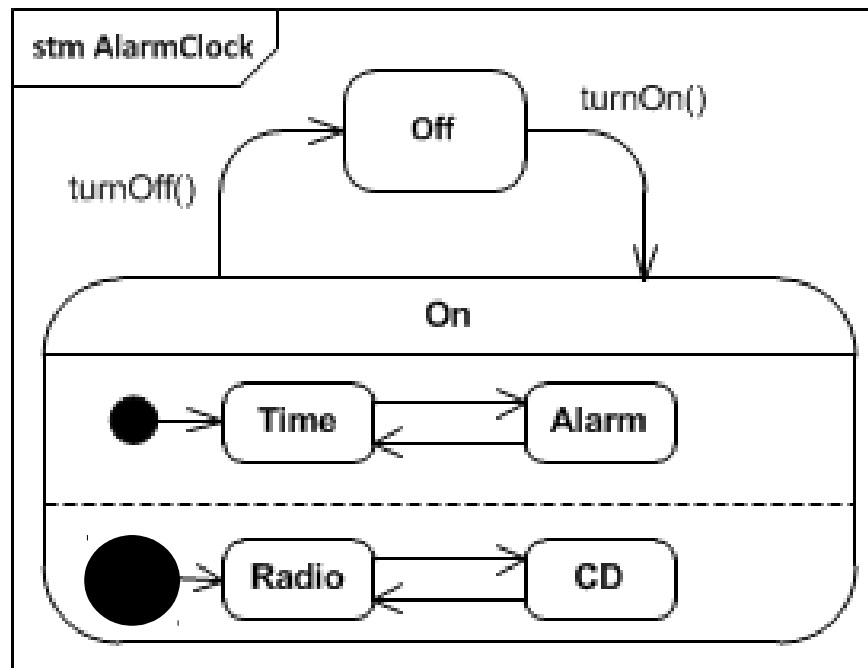 stm AlarmClock
Off
turnOn()
turnOff()
On
Time
Alarm
Radio
CD